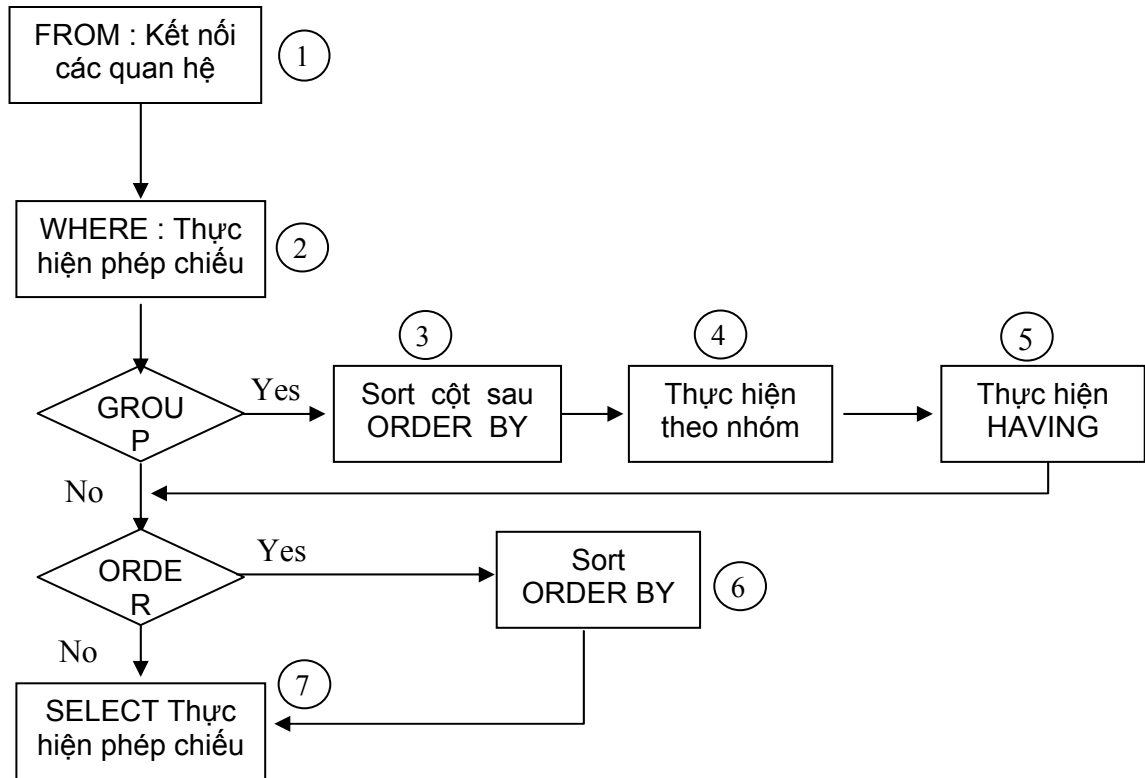 FROM : Kết nối
các quan hệ
1
WHERE : Thực
hiện phép chiếu
2
GROU
P
Yes
3
Sort cột sau
ORDER BY
4
Thực hiện
theo nhóm
5
Thực hiện
HAVING
No
ORDE
R
Yes
Sort
ORDER BY
6
No
7
SELECT Thực
hiện phép chiếu